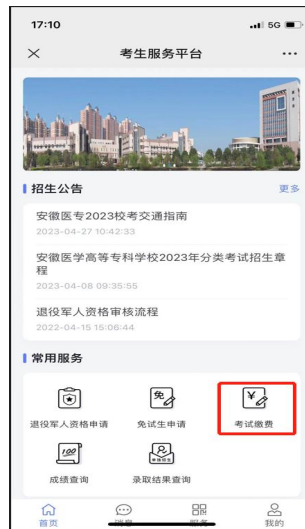 17:10
5G
考生服务平台
招生公告
更多
安徽医专2023校考交通指南
2023-04-27 10:42:33
安徽医学高等专科学校2023年分类考试招生章
程
2023-04-08 09:35:55
退役军人资格审核流程
2022-04-15 15:06:44
常用服务
退役军人资格申请
免
免试生申请
¥
考试缴费
100
成绩查询
录取结果查询
首页
消息
服务
我的